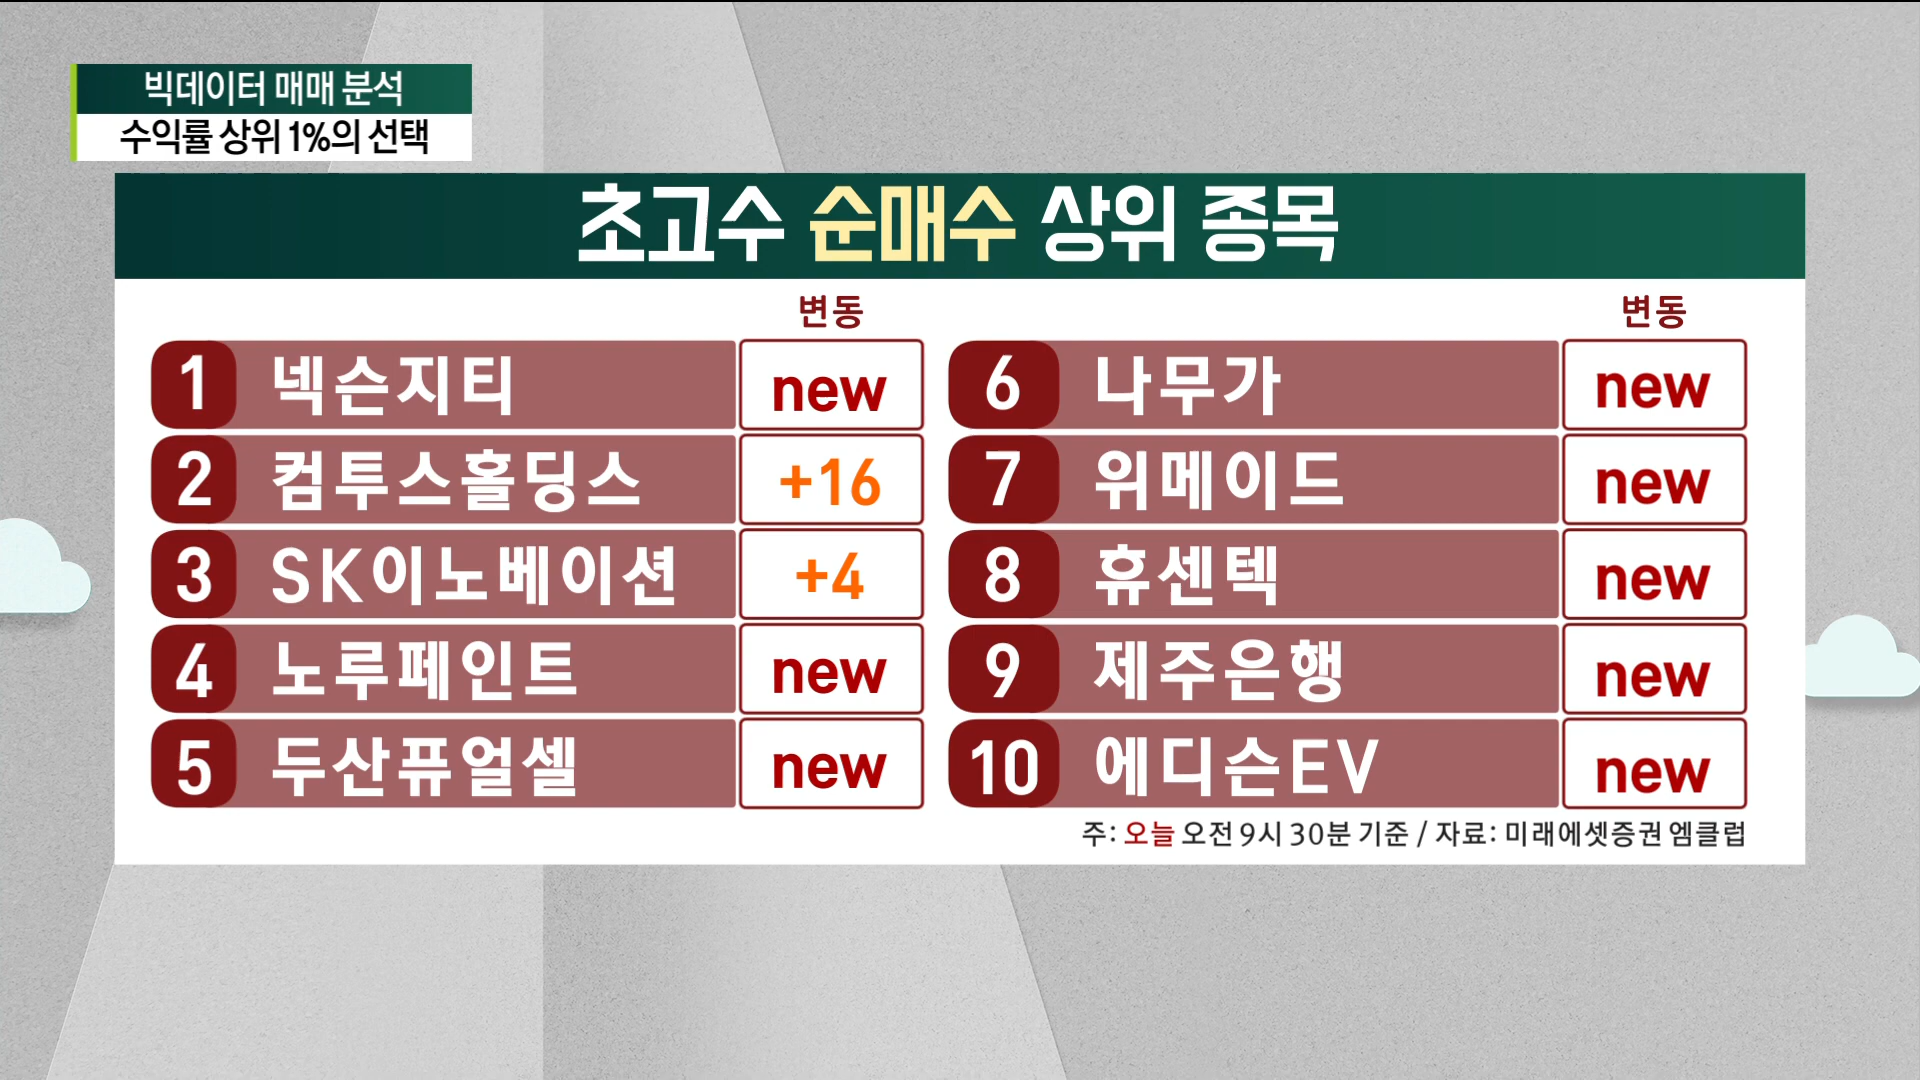 빅데이터 매매 분석
수익률 상위 1%의 선택
초고수 순매수 상위 종목
변동
1 넥슨지티 new
2 컴투스홀딩스 +16
3 SK이노베이션 +4
4 노루페인트 new
5 두산퓨얼셀 new
변동
6 나무가 new
7 위메이드 new
8 휴센텍 new
9 제주은행 new
10 에디슨EV new
주: 오늘 오전 9시 30분 기준 / 자료: 미래에셋증권 엠클럽